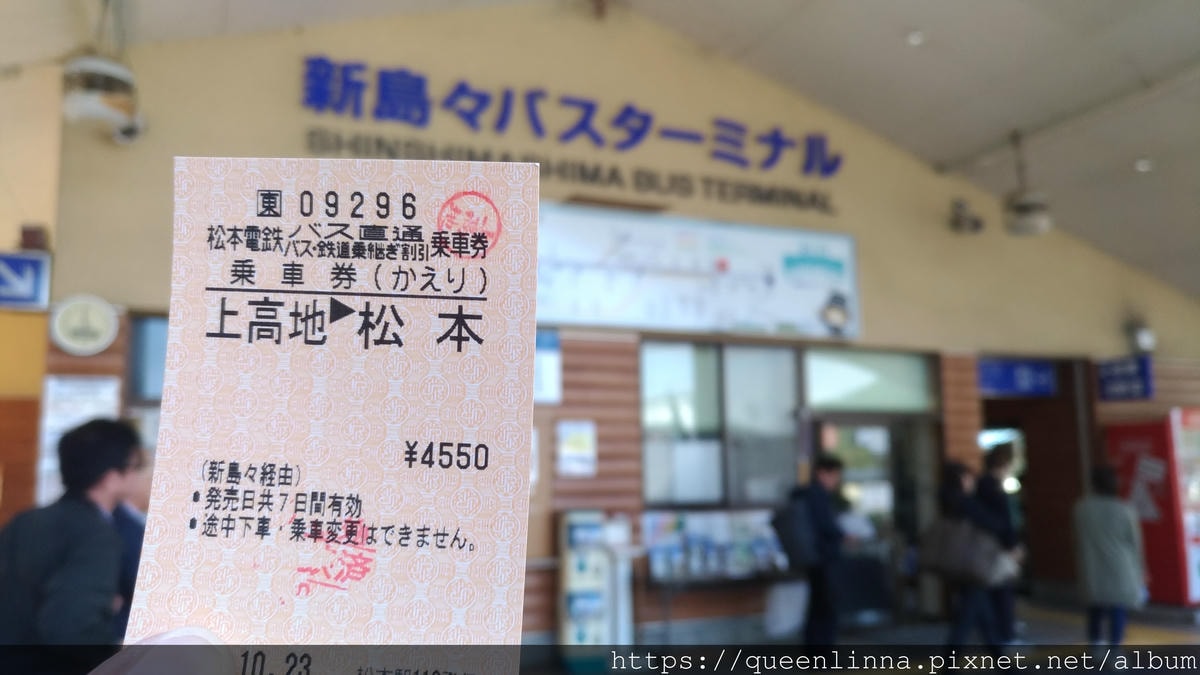 新島々バスターミナル
SHINSHIMASHIMA BUS TERMINAL
東 09296
松本電鉄 バス直通 乗車券
バス・鉄道乗継ぎ割引
乗車券(かえり)
上高地▶松本
¥4550
(新島々経由)
●発売日共7日間有効
●途中下車・乗車変更はできません。
10.23
https://queenlinna.pixnet.net/album